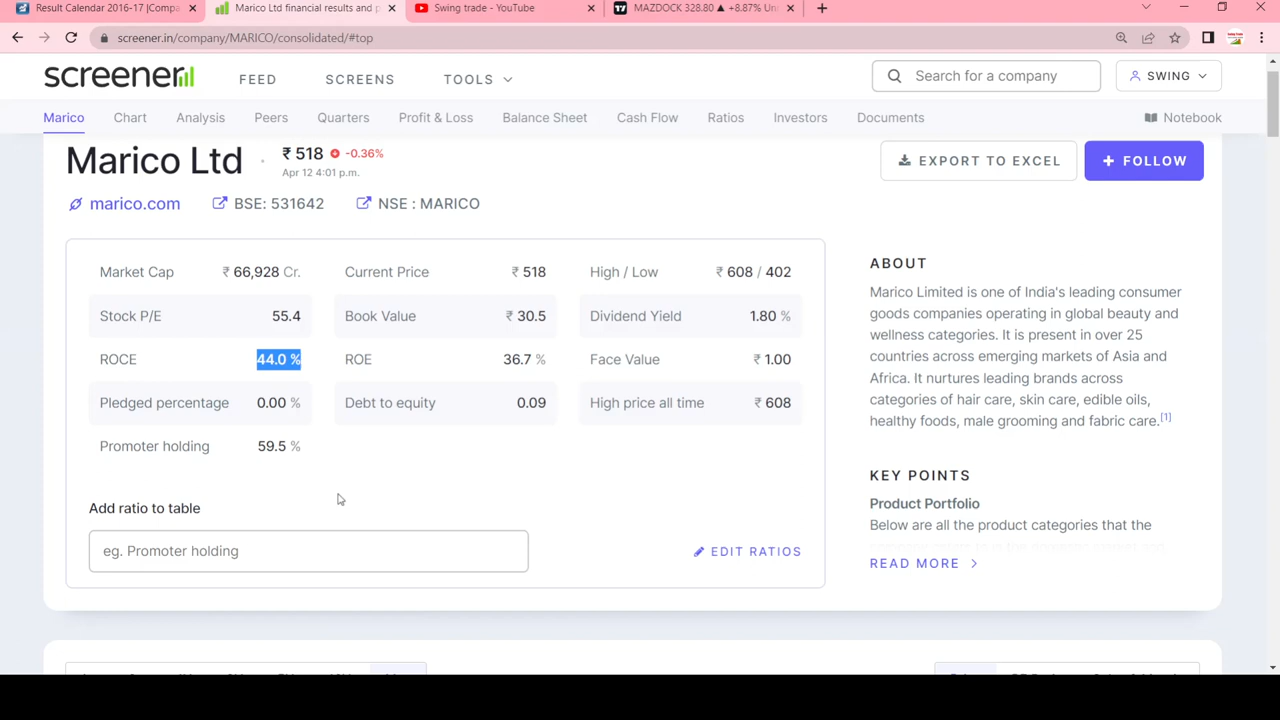 Result Calendar 2016-17 |Compa
Marico Ltd financial results and p
Swing trade - YouTube
MAZDOCK 328.80 ▲ +8.87% Un
screener.in/company/MARICO/consolidated/#top
screener
FEED
SCREENS
TOOLS
Search for a company
SWING
Marico
Chart
Analysis
Peers
Quarters
Profit & Loss
Balance Sheet
Cash Flow
Ratios
Investors
Documents
Notebook
Marico Ltd
₹ 518 -0.36%
Apr 12 4:01 p.m.
EXPORT TO EXCEL
+ FOLLOW
marico.com
BSE: 531642
NSE : MARICO
Market Cap ₹ 66,928 Cr.
Current Price ₹ 518
High / Low ₹ 608 / 402
Stock P/E 55.4
Book Value ₹ 30.5
Dividend Yield 1.80 %
ROCE 44.0 %
ROE 36.7 %
Face Value ₹ 1.00
Pledged percentage 0.00 %
Debt to equity 0.09
High price all time ₹ 608
Promoter holding 59.5 %
Add ratio to table
eg. Promoter holding
EDIT RATIOS
ABOUT
Marico Limited is one of India's leading consumer
goods companies operating in global beauty and
wellness categories. It is present in over 25
countries across emerging markets of Asia and
Africa. It nurtures leading brands across
categories of hair care, skin care, edible oils,
healthy foods, male grooming and fabric care.[1]
KEY POINTS
Product Portfolio
Below are all the product categories that the
READ MORE